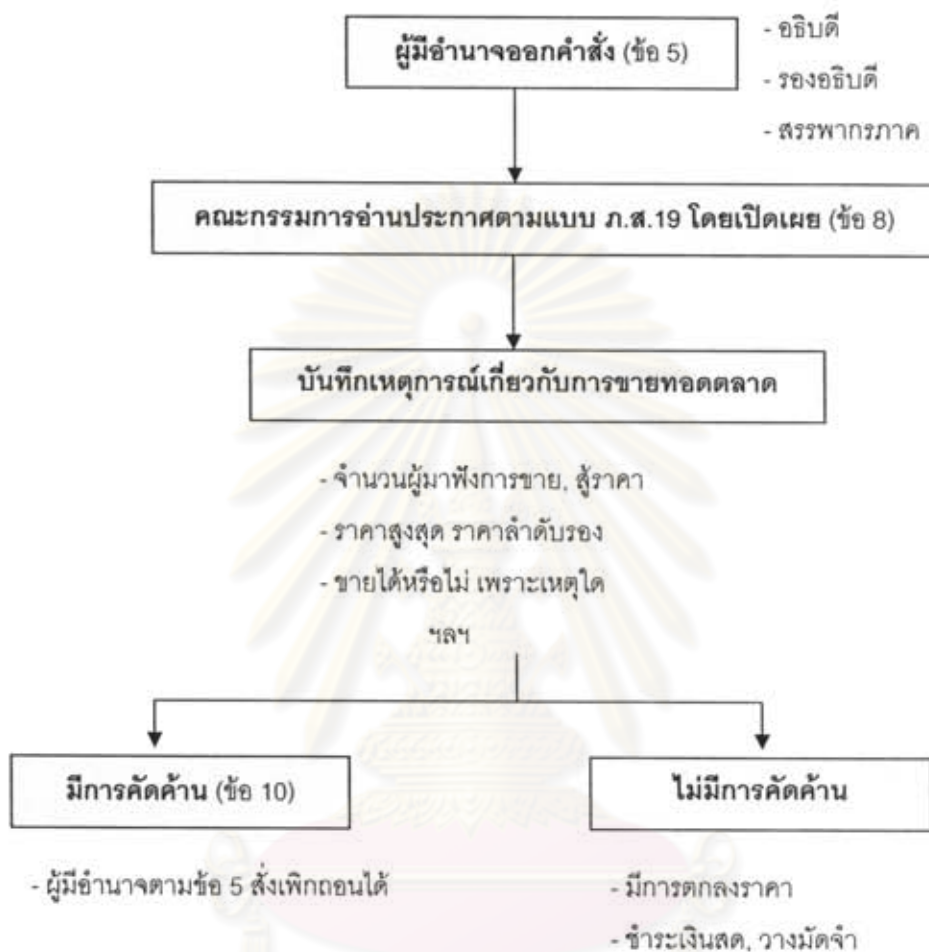 ผู้มีอำนาจออกคำสั่ง (ข้อ 5)
- อธิบดี
- รองอธิบดี
- สรรพากรภาค
คณะกรรมการอ่านประกาศตามแบบ ภ.ส.19 โดยเปิดเผย (ข้อ 8)
บันทึกเหตุการณ์เกี่ยวกับการขายทอดตลาด
- จำนวนผู้มาฟังการขาย, สู้ราคา
- ราคาสูงสุด ราคาลำดับรอง
- ขายได้หรือไม่ เพราะเหตุใด
ฯลฯ
มีการคัดค้าน (ข้อ 10)
ไม่มีการคัดค้าน
- ผู้มีอำนาจตามข้อ 5 สั่งเพิกถอนได้
- มีการตกลงราคา
- ชำระเงินสด, วางมัดจำ